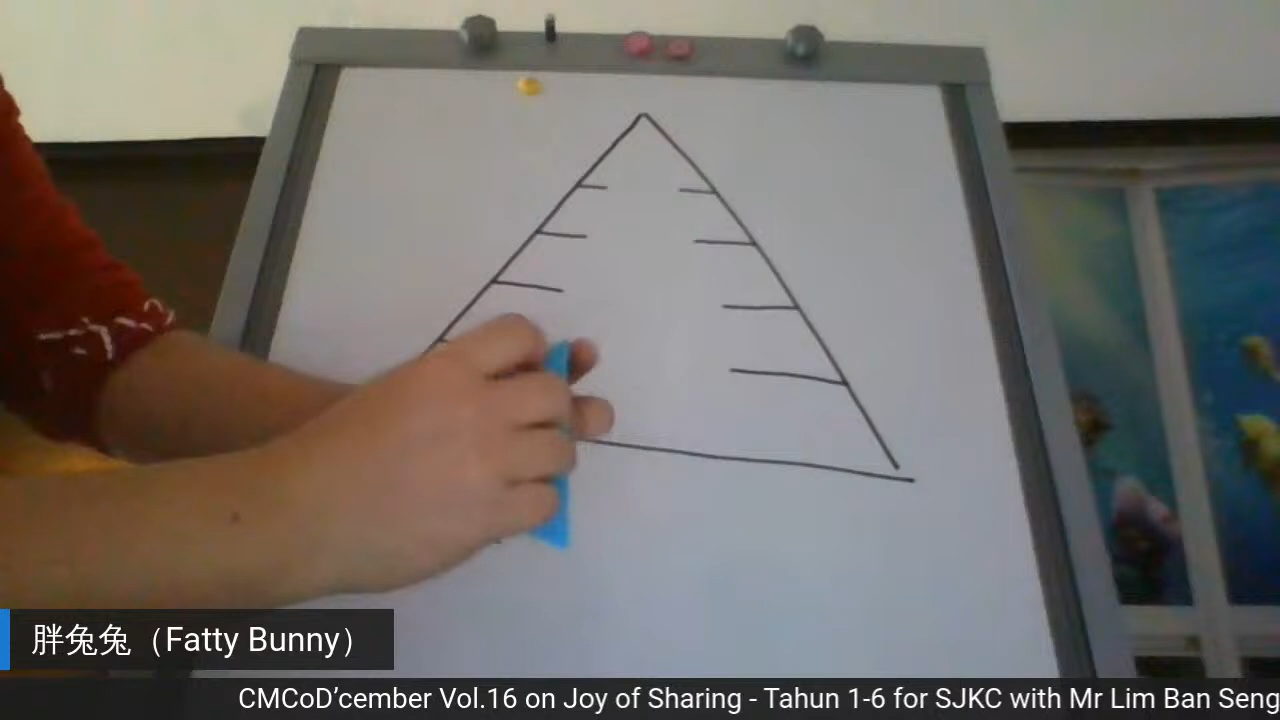 胖兔兔（Fatty Bunny）
CMCoD’cember Vol.16 on Joy of Sharing - Tahun 1-6 for SJKC with Mr Lim Ban Seng